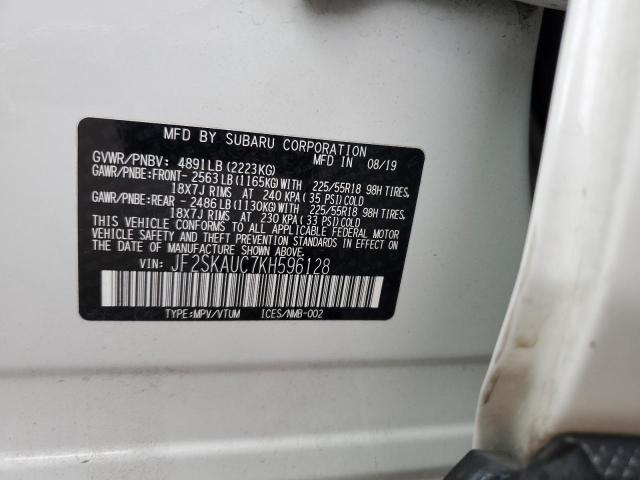 MFD BY SUBARU CORPORATION
GVWR/PNBV: 4891LB (2223KG) MFD IN 08/19
GAWR/PNBE:FRONT- 2563 LB (1165KG) WITH 225/55R18 98H TIRES,
18X7J RIMS AT 240 KPA (35 PSI) COLD
GAWR/PNBE:REAR - 2486 LB (1130KG) WITH 225/55R18 98H TIRES,
18X7J RIMS AT 230 KPA (33 PSI) COLD
THIS VEHICLE CONFORMS TO ALL APPLICABLE FEDERAL MOTOR
VEHICLE SAFETY AND THEFT PREVENTION STANDARDS IN EFFECT ON
THE DATE OF MANUFACTURE SHOWN ABOVE.
VIN: JF2SKAUC7KH596128
TYPE:MPV/VTUM ICES/NMB-002